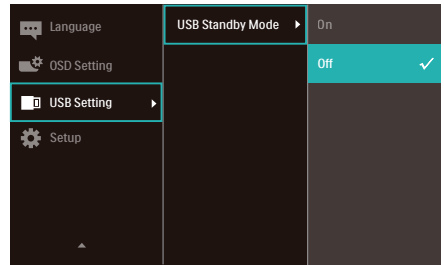 Language
OSD Setting
USB Setting
Setup
USB Standby Mode
On
Off